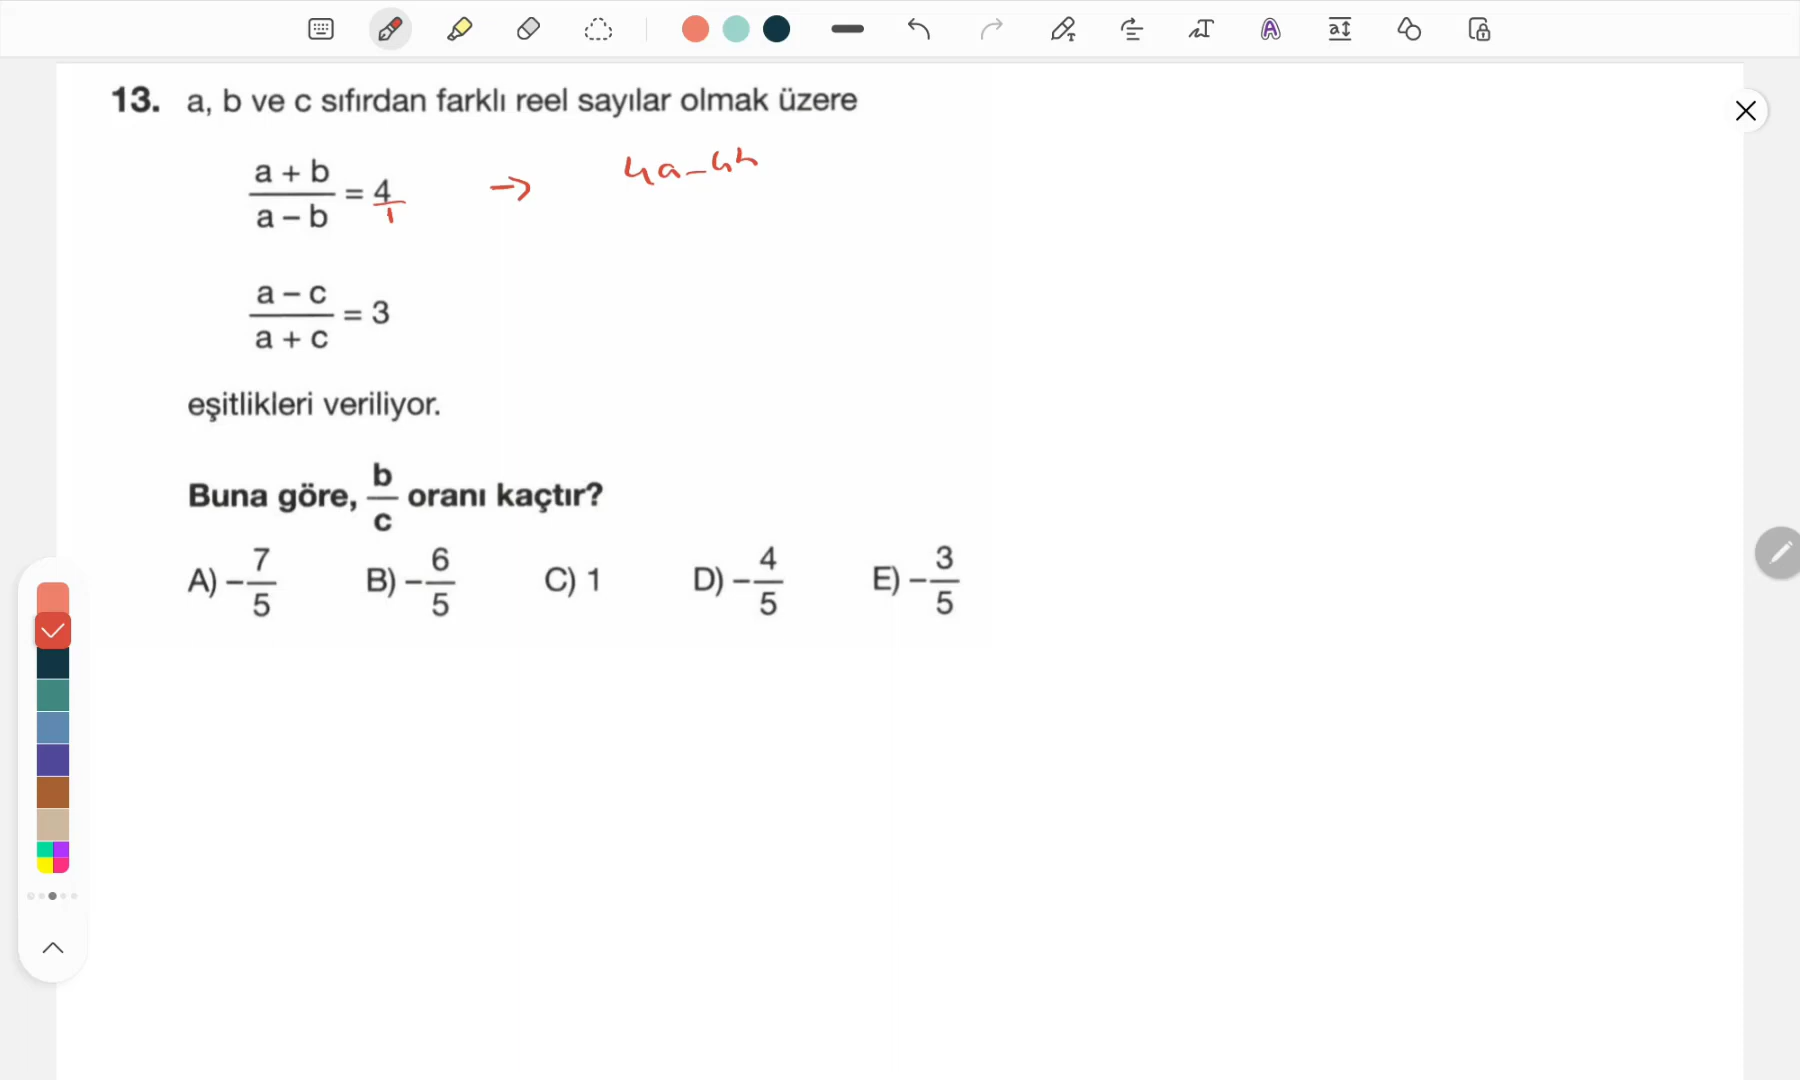 13. a, b ve c sıfırdan farklı reel sayılar olmak üzere
a + b / a − b = 4/1 → 4a − 4b
a − c / a + c = 3
eşitlikleri veriliyor.
Buna göre, b/c oranı kaçtır?
A) −7/5 B) −6/5 C) 1 D) −4/5 E) −3/5